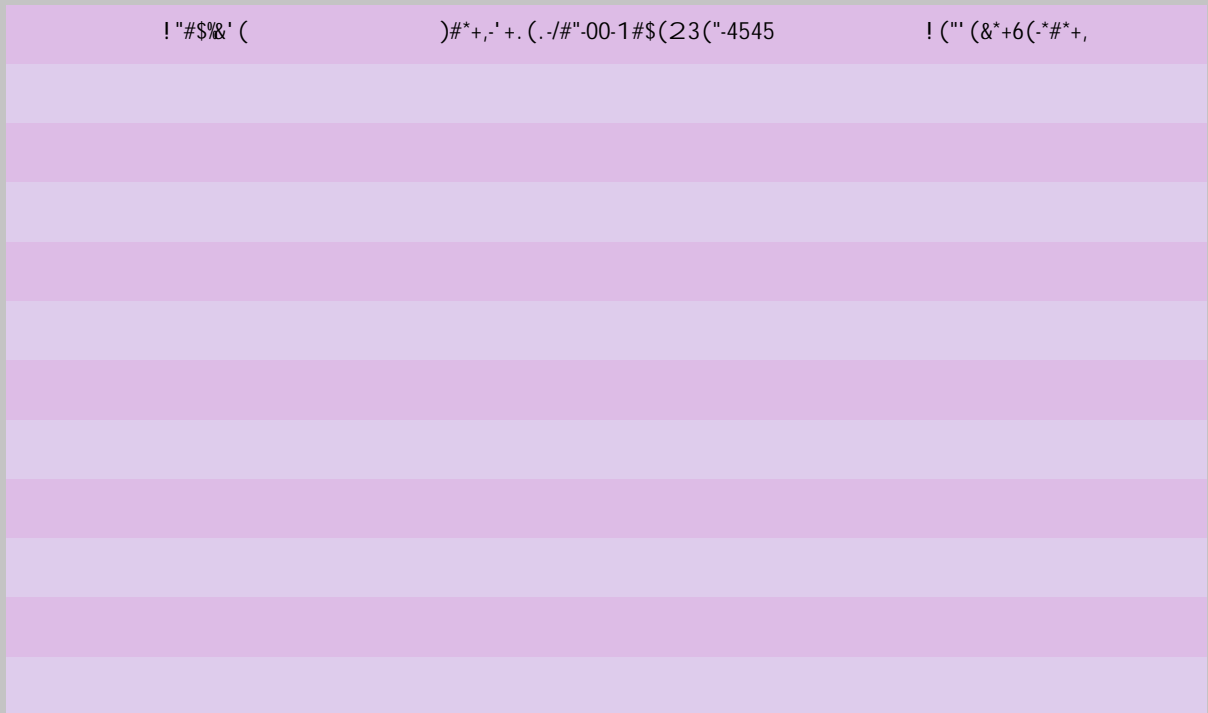 ! "#$%&' ( )#*+,-'+. (.-/#"-00-1#$(23("-4545 ! ("' (&*+6(-*#*+,